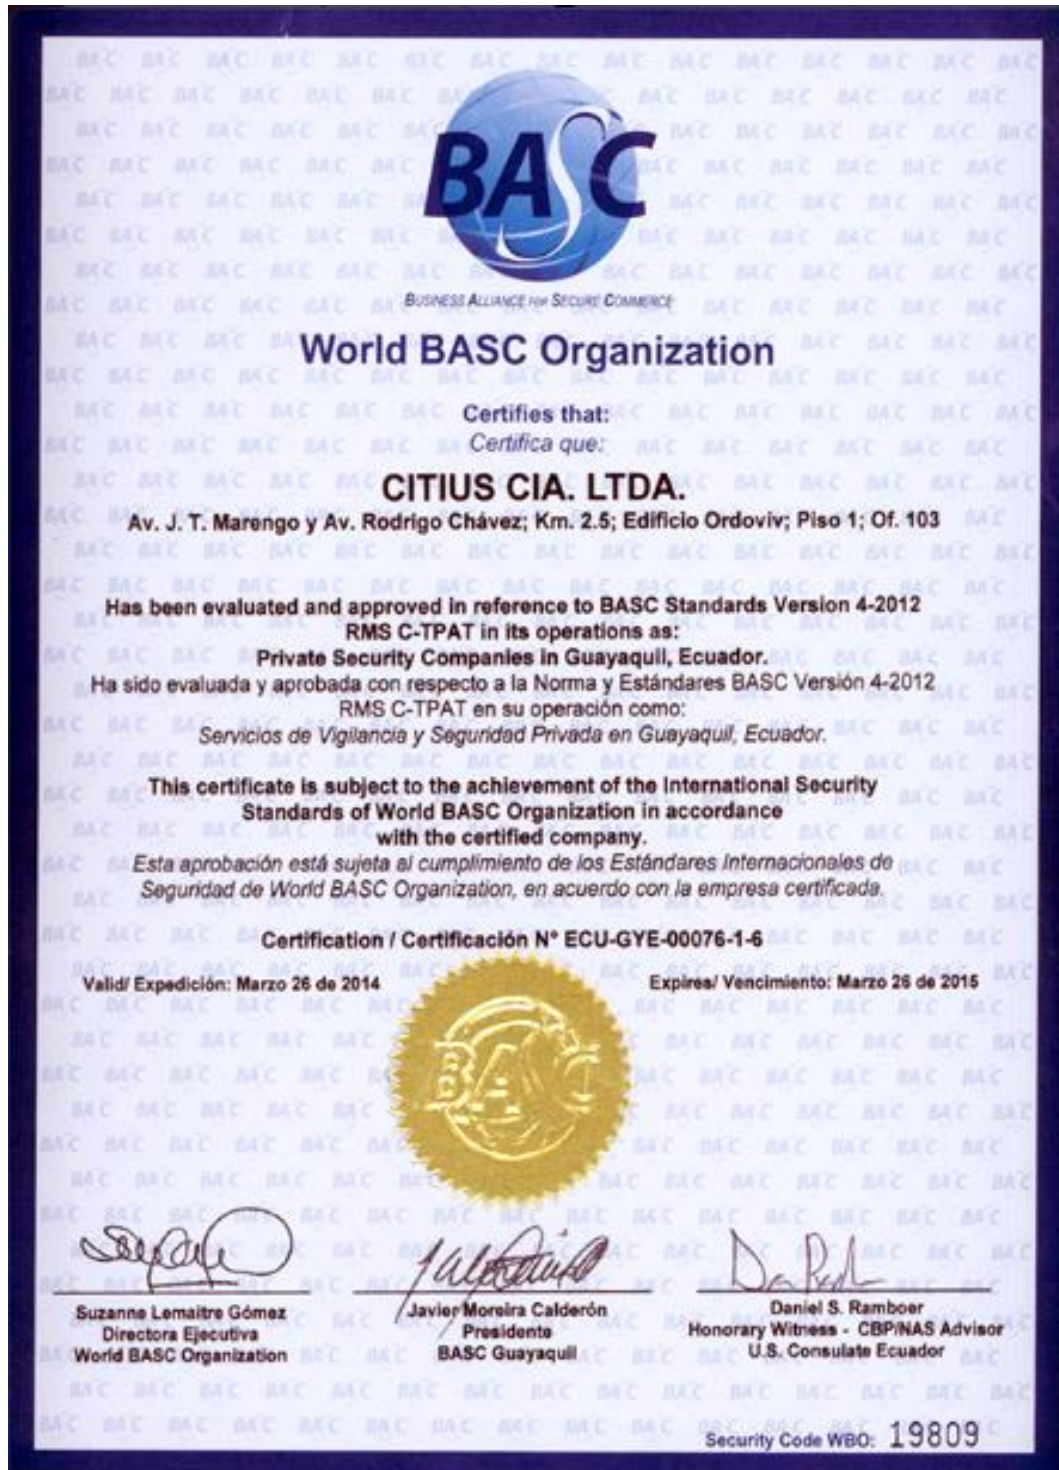 BASC
BUSINESS ALLIANCE FOR SECURE COMMERCE
World BASC Organization
Certifies that:
Certifica que:
CITIUS CIA. LTDA.
Av. J. T. Marengo y Av. Rodrigo Chávez; Km. 2.5; Edificio Ordoviv; Piso 1; Of. 103
Has been evaluated and approved in reference to BASC Standards Version 4-2012
RMS C-TPAT in its operations as:
Private Security Companies in Guayaquil, Ecuador.
Ha sido evaluada y aprobada con respecto a la Norma y Estándares BASC Versión 4-2012
RMS C-TPAT en su operación como:
Servicios de Vigilancia y Seguridad Privada en Guayaquil, Ecuador.
This certificate is subject to the achievement of the International Security
Standards of World BASC Organization in accordance
with the certified company.
Esta aprobación está sujeta al cumplimiento de los Estándares Internacionales de
Seguridad de World BASC Organization, en acuerdo con la empresa certificada.
Certification / Certificación N° ECU-GYE-00076-1-6
Valid/ Expedición: Marzo 26 de 2014
Expires/ Vencimiento: Marzo 26 de 2015
BASC
Suzanne Lemaitre Gómez
Directora Ejecutiva
World BASC Organization
Javier Moreira Calderón
Presidente
BASC Guayaquil
Daniel S. Ramboer
Honorary Witness - CBP/NAS Advisor
U.S. Consulate Ecuador
Security Code WBO: 19809